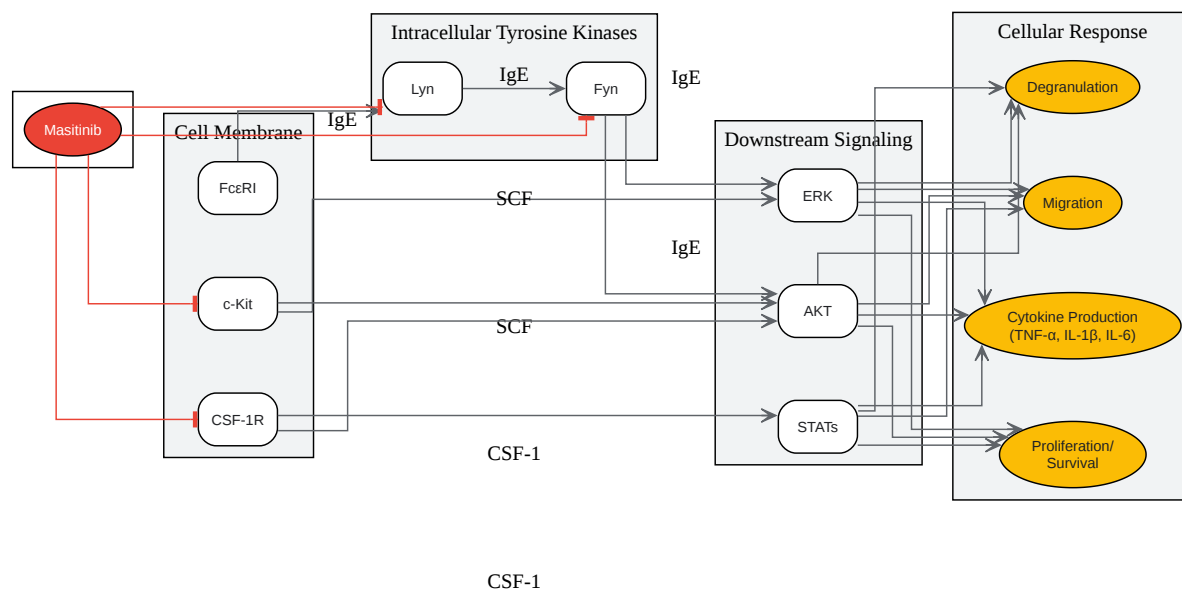 Intracellular Tyrosine Kinases
Cellular Response
Lyn
IgE
Fyn
IgE
Degranulation
Masitinib
IgE
Cell Membrane
Downstream Signaling
FcεRI
SCF
ERK
Migration
IgE
c-Kit
AKT
SCF
Cytokine Production
(TNF-α, IL-1β, IL-6)
CSF-1R
STATs
CSF-1
Proliferation/
Survival
CSF-1